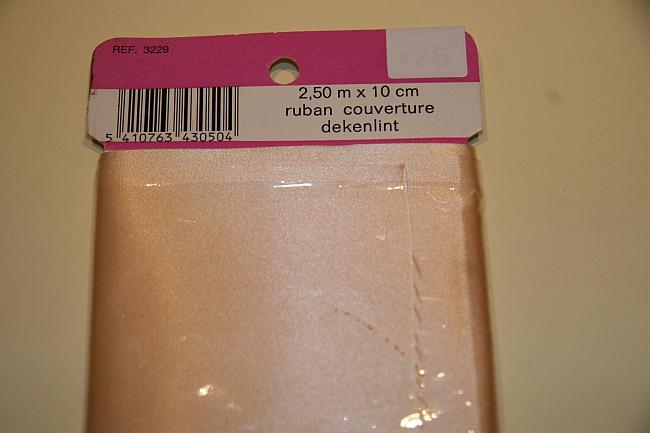 REF. 3229
2,50 m x 10 cm
ruban couverture
dekenlint
5 410763 430504